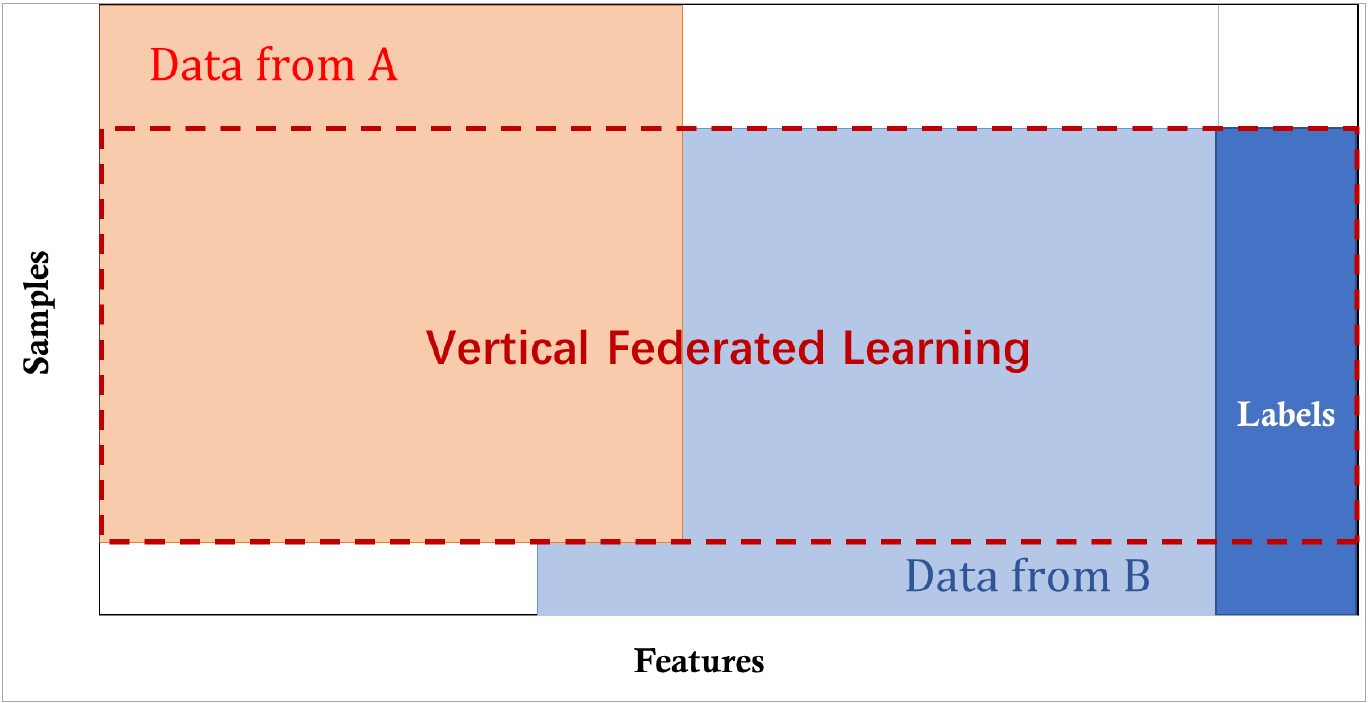 Data from A
Samples
Vertical Federated Learning
Labels
Data from B
Features